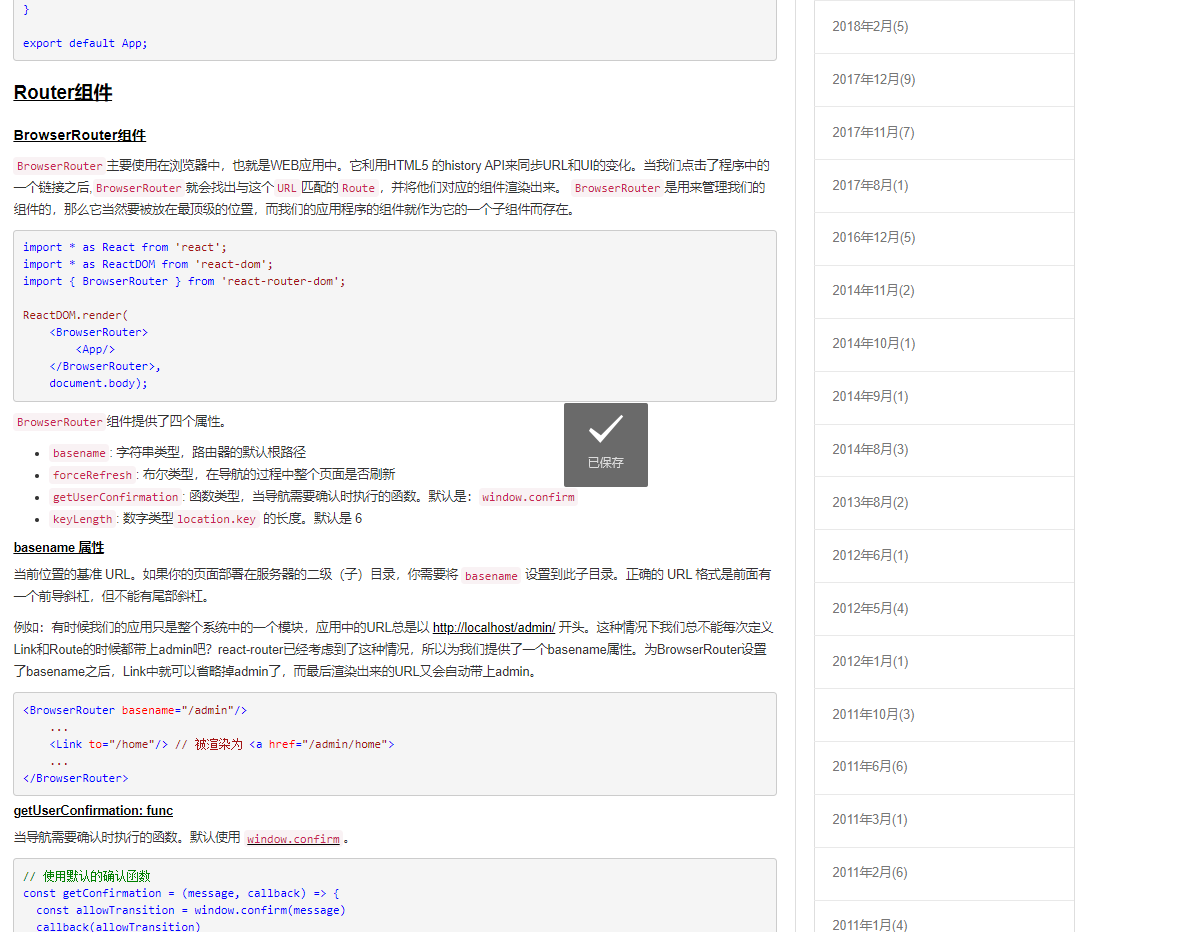 }
export default App;
Router组件
BrowserRouter组件
BrowserRouter 主要使用在浏览器中，也就是WEB应用中。它利用HTML5 的history API来同步URL和UI的变化。当我们点击了程序中的
一个链接之后, BrowserRouter 就会找出与这个 URL 匹配的 Route ，并将他们对应的组件渲染出来。 BrowserRouter 是用来管理我们的
组件的，那么它当然要被放在最顶级的位置，而我们的应用程序的组件就作为它的一个子组件而存在。
import * as React from 'react';
import * as ReactDOM from 'react-dom';
import { BrowserRouter } from 'react-router-dom';
ReactDOM.render(
    <BrowserRouter>
        <App/>
    </BrowserRouter>,
    document.body);
BrowserRouter 组件提供了四个属性。
basename : 字符串类型，路由器的默认根路径
forceRefresh : 布尔类型，在导航的过程中整个页面是否刷新
getUserConfirmation : 函数类型，当导航需要确认时执行的函数。默认是： window.confirm
keyLength : 数字类型 location.key 的长度。默认是 6
已保存
basename 属性
当前位置的基准 URL。如果你的页面部署在服务器的二级（子）目录，你需要将 basename 设置到此子目录。正确的 URL 格式是前面有
一个前导斜杠，但不能有尾部斜杠。
例如：有时候我们的应用只是整个系统中的一个模块，应用中的URL总是以 http://localhost/admin/ 开头。这种情况下我们总不能每次定义
Link和Route的时候都带上admin吧？react-router已经考虑到了这种情况，所以为我们提供了一个basename属性。为BrowserRouter设置
了basename之后，Link中就可以省略掉admin了，而最后渲染出来的URL又会自动带上admin。
<BrowserRouter basename="/admin"/>
    ...
    <Link to="/home"/> // 被渲染为 <a href="/admin/home">
    ...
</BrowserRouter>
getUserConfirmation: func
当导航需要确认时执行的函数。默认使用 window.confirm 。
// 使用默认的确认函数
const getConfirmation = (message, callback) => {
  const allowTransition = window.confirm(message)
  callback(allowTransition)
2018年2月(5)
2017年12月(9)
2017年11月(7)
2017年8月(1)
2016年12月(5)
2014年11月(2)
2014年10月(1)
2014年9月(1)
2014年8月(3)
2013年8月(2)
2012年6月(1)
2012年5月(4)
2012年1月(1)
2011年10月(3)
2011年6月(6)
2011年3月(1)
2011年2月(6)
2011年1月(4)